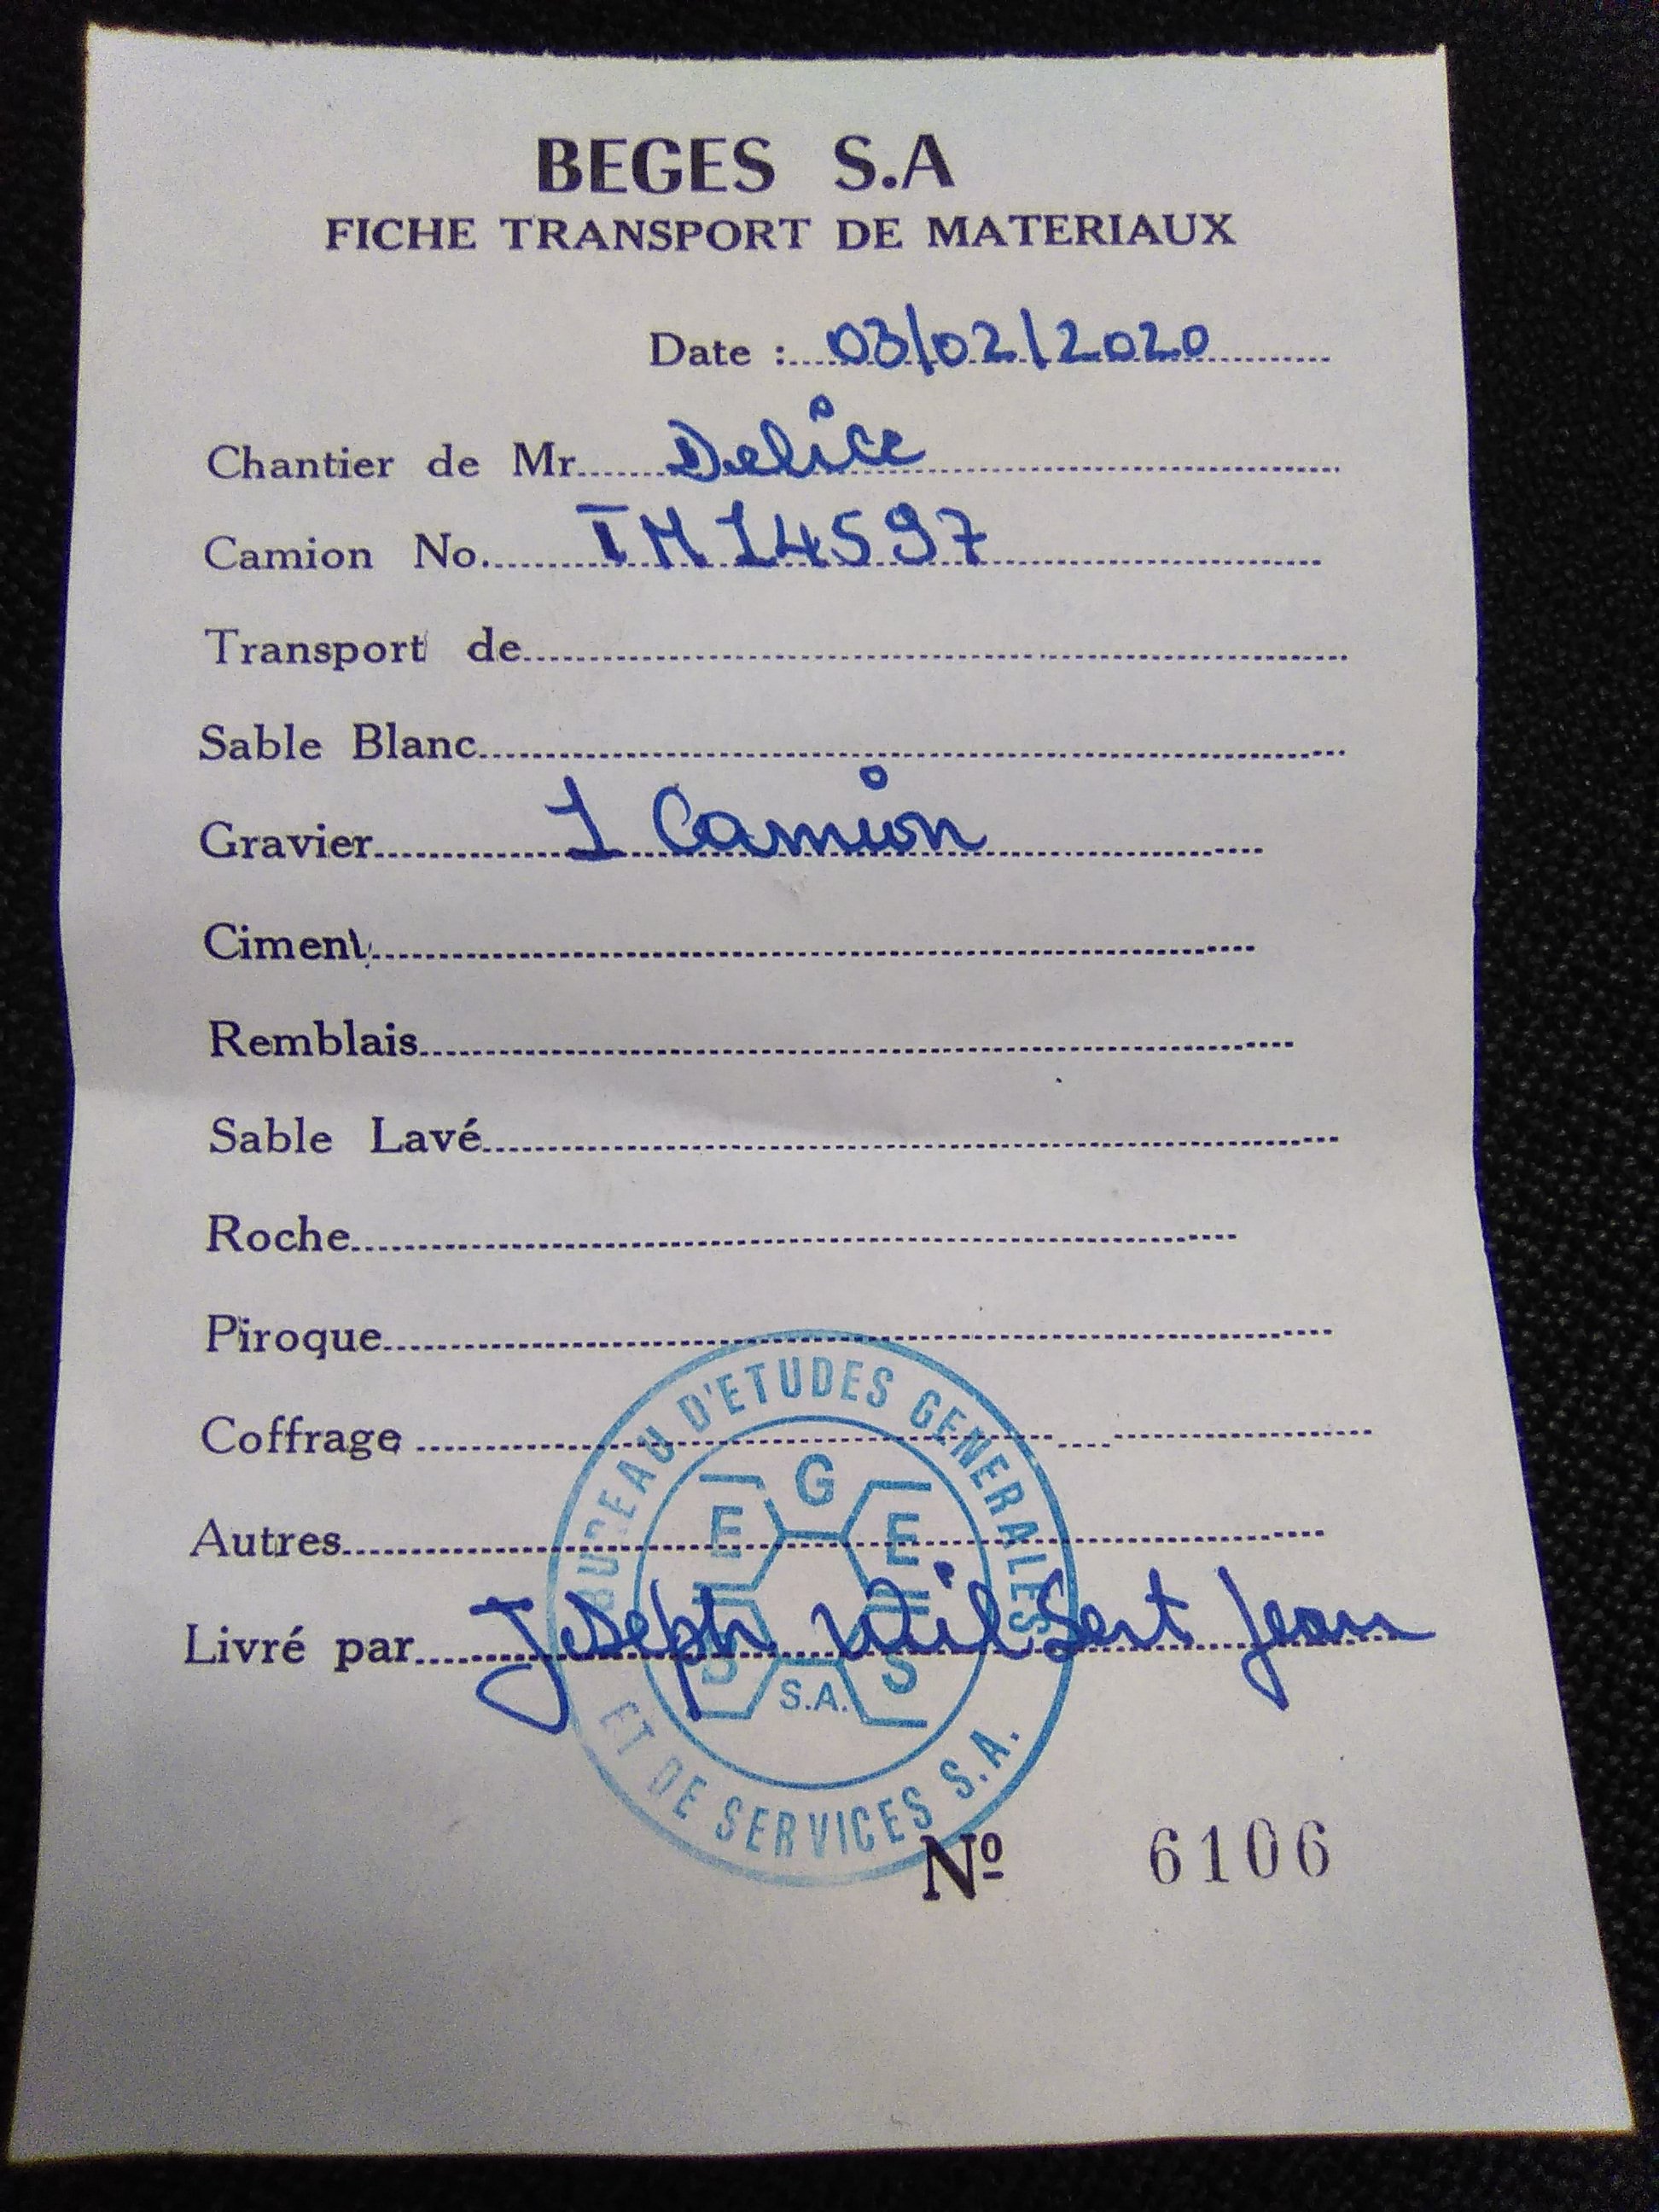 BEGES S.A
FICHE TRANSPORT DE MATERIAUX
Date : 03/02/2020
Chantier de Mr. Delice
Camion No. TM14597
Transport de
Sable Blanc
Gravier 1 Camion
Ciment
Remblais
Sable Lavé
Roche
Piroque
Coffrage
Autres
Livré par Joseph Jean
BUREAU D'ETUDES GENERALES
G
E E
S S
S.A.
ET DE SERVICES S.A.
Nº 6106